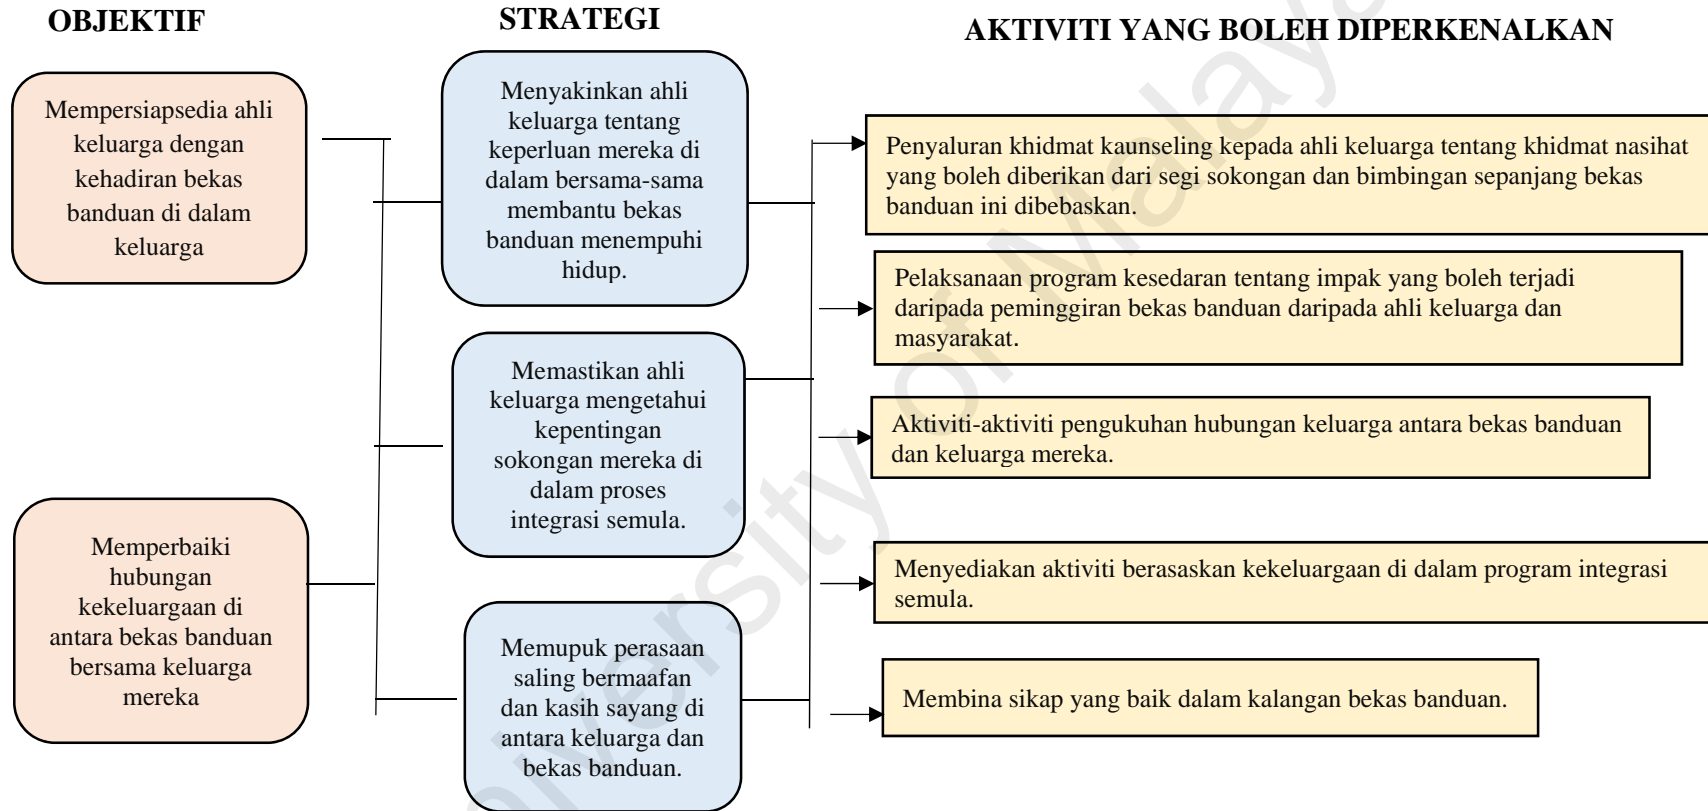 OBJEKTIF
Mempersiapsedia ahli
keluarga dengan
kehadiran bekas
banduan di dalam
keluarga
Memperbaiki
hubungan
kekeluargaan di
antara bekas banduan
bersama keluarga
mereka
STRATEGI
Menyakinkan ahli
keluarga tentang
keperluan mereka di
dalam bersama-sama
membantu bekas
banduan menempuhi
hidup.
Memastikan ahli
keluarga mengetahui
kepentingan
sokongan mereka di
dalam proses
integrasi semula.
Memupuk perasaan
saling bermaafan
dan kasih sayang di
antara keluarga dan
bekas banduan.
AKTIVITI YANG BOLEH DIPERKENALKAN
Penyaluran khidmat kaunseling kepada ahli keluarga tentang khidmat nasihat
yang boleh diberikan dari segi sokongan dan bimbingan sepanjang bekas
banduan ini dibebaskan.
Pelaksanaan program kesedaran tentang impak yang boleh terjadi
daripada peminggiran bekas banduan daripada ahli keluarga dan
masyarakat.
Aktiviti-aktiviti pengukuhan hubungan keluarga antara bekas banduan
dan keluarga mereka.
Menyediakan aktiviti berasaskan kekeluargaan di dalam program integrasi
semula.
Membina sikap yang baik dalam kalangan bekas banduan.
University of Malaya